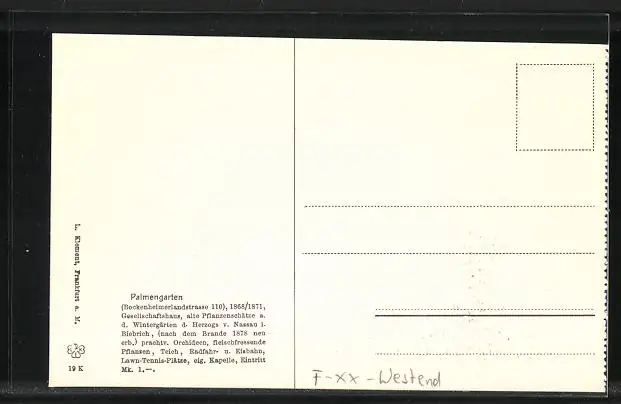 L. Klement, Frankfurt a. M.
19 K
Palmengarten
(Bockenheimerlandstrasse 110), 1868/1871,
Gesellschaftshaus, alte Pflanzenschätze a.
d. Wintergärten d. Herzogs v. Nassau i.
Biebrich, (nach dem Brande 1878 neu
erb.) prachtv. Orchideen, fleischfressende
Pflanzen, Teich, Radfahr- u. Eisbahn,
Lawn-Tennis-Plätze, eig. Kapelle, Eintritt
Mk. 1.—.
F-XX-Westend